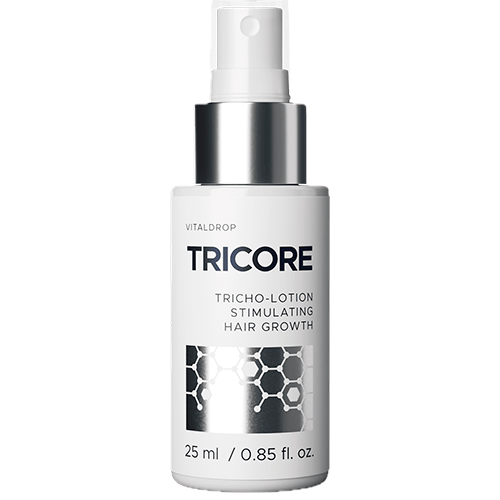 VITALDROP
TRICORE
TRICHO-LOTION
STIMULATING
HAIR GROWTH
25 ml / 0.85 fl. oz.